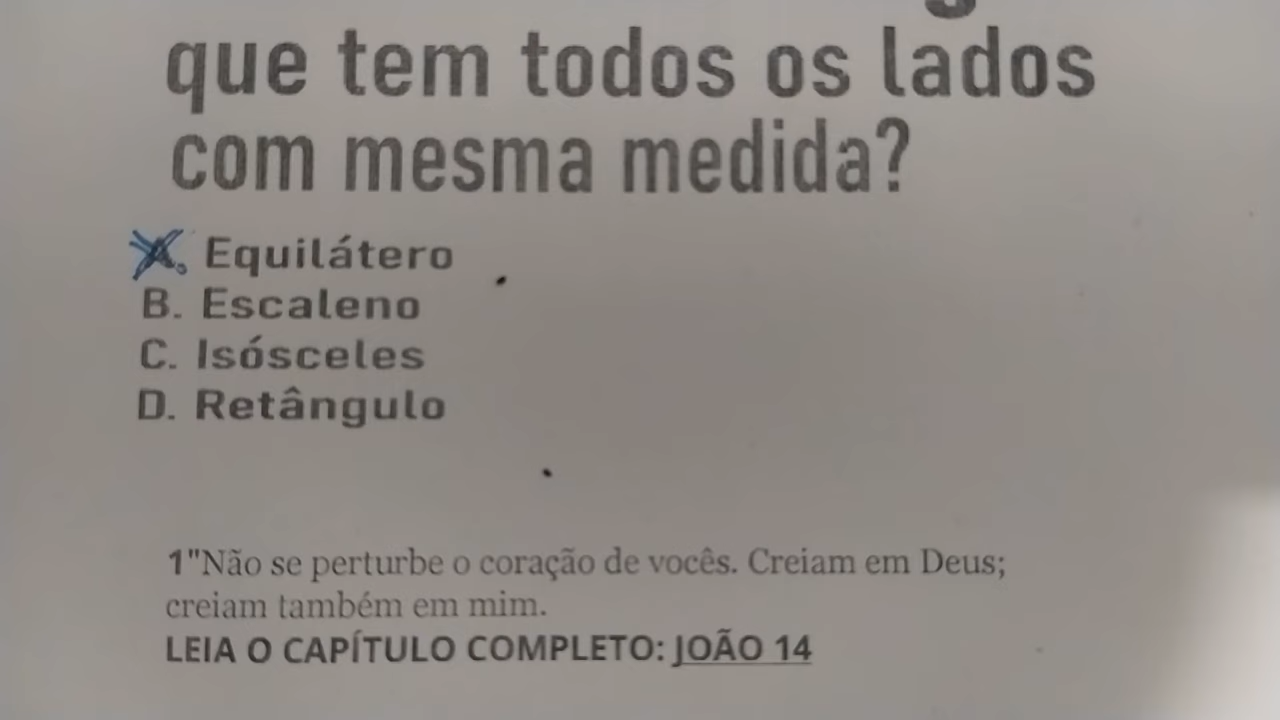 que tem todos os lados
com mesma medida?
A. Equilátero
B. Escaleno
C. Isósceles
D. Retângulo
1"Não se perturbe o coração de vocês. Creiam em Deus;
creiam também em mim.
LEIA O CAPÍTULO COMPLETO: JOÃO 14